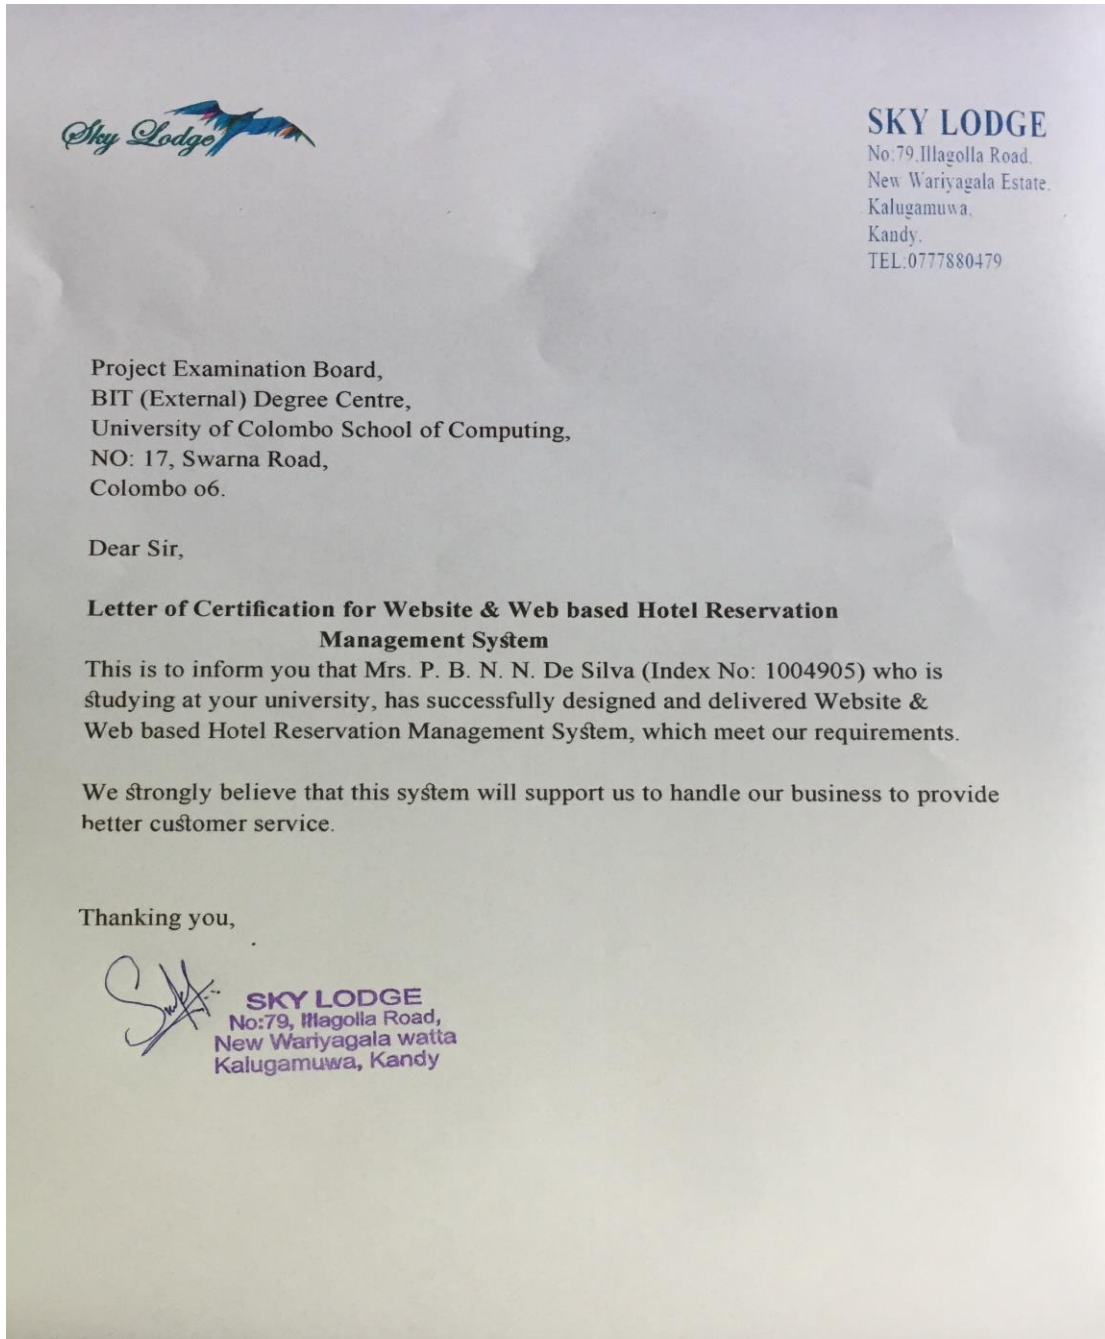 Sky Lodge
SKY LODGE
No:79,Illagolla Road.
New Wariyagala Estate.
Kalugamuwa,
Kandy.
TEL:0777880479
Project Examination Board,
BIT (External) Degree Centre,
University of Colombo School of Computing,
NO: 17, Swarna Road,
Colombo o6.
Dear Sir,
Letter of Certification for Website & Web based Hotel Reservation
Management System
This is to inform you that Mrs. P. B. N. N. De Silva (Index No: 1004905) who is
studying at your university, has successfully designed and delivered Website &
Web based Hotel Reservation Management System, which meet our requirements.
We strongly believe that this system will support us to handle our business to provide
better customer service.
Thanking you,
SKY LODGE
No:79, Illagolla Road,
New Wariyagala watta
Kalugamuwa, Kandy